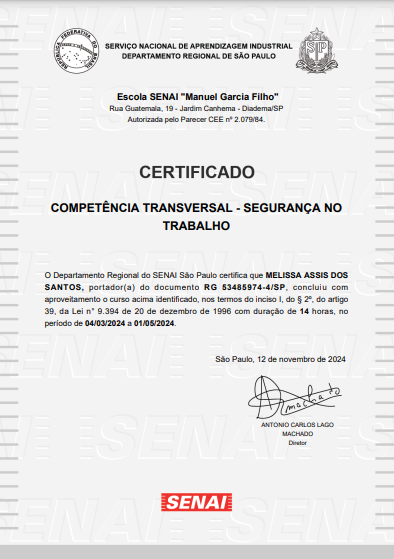 REPÚBLICA FEDERATIVA DO BRASIL
SERVIÇO NACIONAL DE APRENDIZAGEM INDUSTRIAL
DEPARTAMENTO REGIONAL DE SÃO PAULO
Escola SENAI "Manuel Garcia Filho"
Rua Guatemala, 19 - Jardim Canhema - Diadema/SP
Autorizada pelo Parecer CEE nº 2.079/84.
CERTIFICADO
COMPETÊNCIA TRANSVERSAL - SEGURANÇA NO
TRABALHO
O Departamento Regional do SENAI São Paulo certifica que MELISSA ASSIS DOS
SANTOS, portador(a) do documento RG 53485974-4/SP, concluiu com
aproveitamento o curso acima identificado, nos termos do inciso I, do § 2º, do artigo
39, da Lei n° 9.394 de 20 de dezembro de 1996 com duração de 14 horas, no
período de 04/03/2024 a 01/05/2024.
São Paulo, 12 de novembro de 2024
Amachado
ANTONIO CARLOS LAGO
MACHADO
Diretor
SENAI